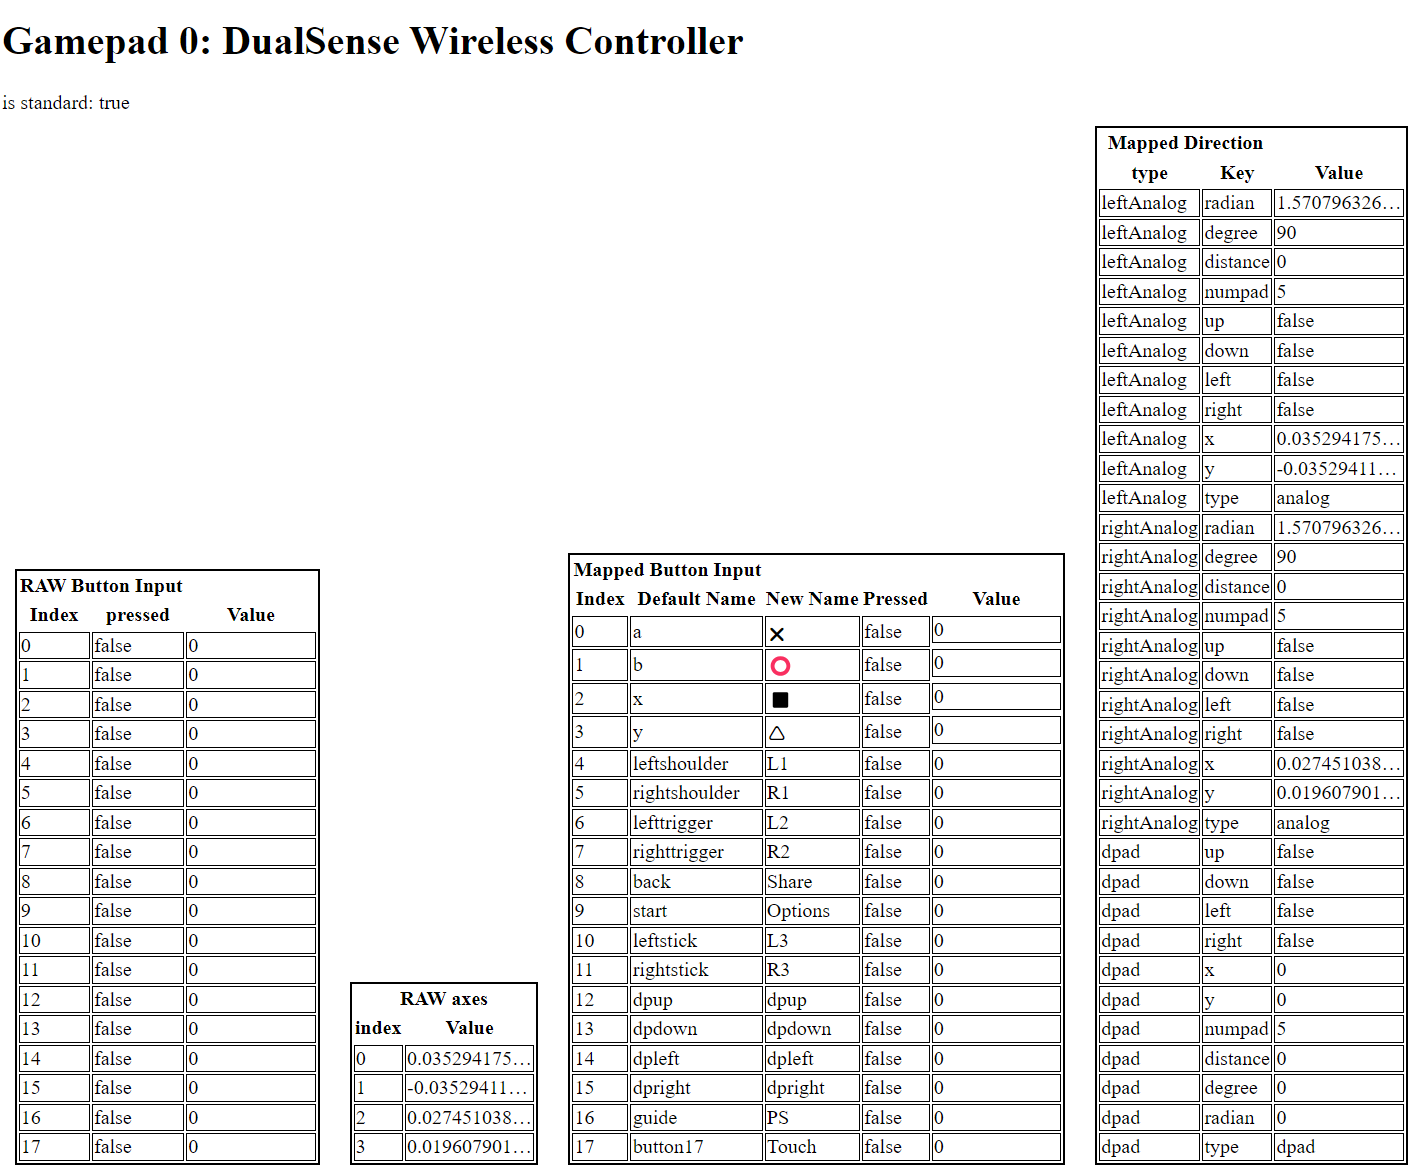 Gamepad 0: DualSense Wireless Controller
is standard: true
RAW Button Input
Index pressed Value
0 false 0
1 false 0
2 false 0
3 false 0
4 false 0
5 false 0
6 false 0
7 false 0
8 false 0
9 false 0
10 false 0
11 false 0
12 false 0
13 false 0
14 false 0
15 false 0
16 false 0
17 false 0
RAW axes
index Value
0 0.035294175…
1 -0.03529411…
2 0.027451038…
3 0.019607901…
Mapped Button Input
Index Default Name New Name Pressed Value
0 a ✕ false 0
1 b ⭕ false 0
2 x ■ false 0
3 y △ false 0
4 leftshoulder L1 false 0
5 rightshoulder R1 false 0
6 lefttrigger L2 false 0
7 righttrigger R2 false 0
8 back Share false 0
9 start Options false 0
10 leftstick L3 false 0
11 rightstick R3 false 0
12 dpup dpup false 0
13 dpdown dpdown false 0
14 dpleft dpleft false 0
15 dpright dpright false 0
16 guide PS false 0
17 button17 Touch false 0
Mapped Direction
type Key Value
leftAnalog radian 1.570796326…
leftAnalog degree 90
leftAnalog distance 0
leftAnalog numpad 5
leftAnalog up false
leftAnalog down false
leftAnalog left false
leftAnalog right false
leftAnalog x 0.035294175…
leftAnalog y -0.03529411…
leftAnalog type analog
rightAnalog radian 1.570796326…
rightAnalog degree 90
rightAnalog distance 0
rightAnalog numpad 5
rightAnalog up false
rightAnalog down false
rightAnalog left false
rightAnalog right false
rightAnalog x 0.027451038…
rightAnalog y 0.019607901…
rightAnalog type analog
dpad up false
dpad down false
dpad left false
dpad right false
dpad x 0
dpad y 0
dpad numpad 5
dpad distance 0
dpad degree 0
dpad radian 0
dpad type dpad